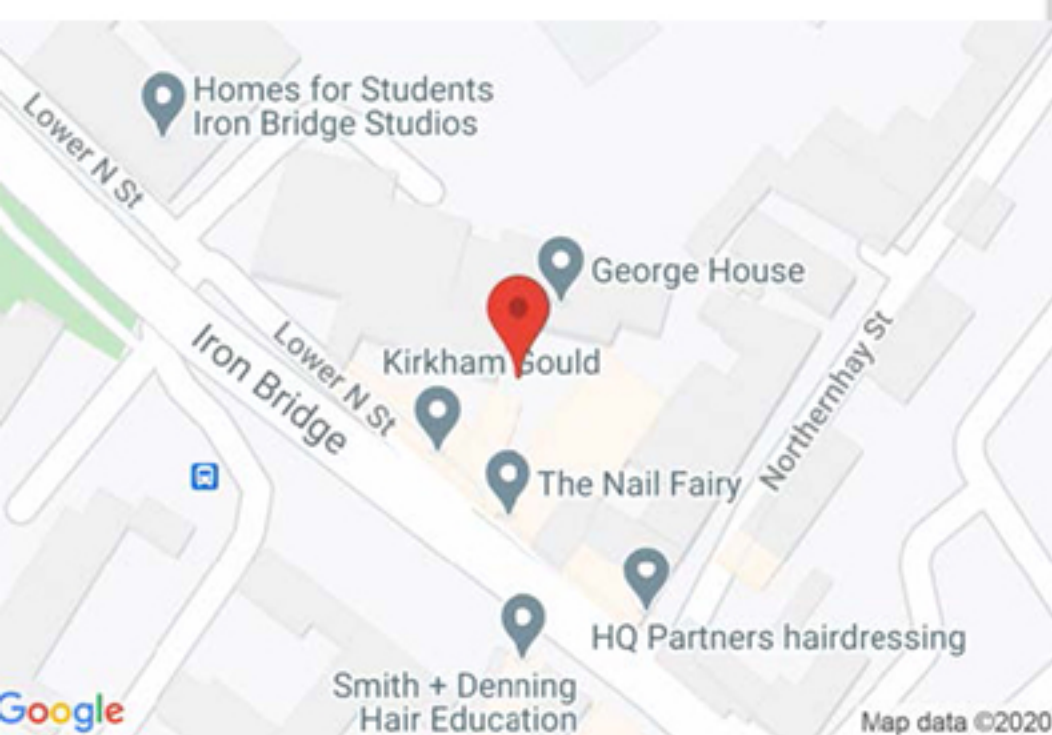 Homes for Students
Iron Bridge Studios
Lower N St
George House
Kirkham Gould
Lower N St
Iron Bridge
Northernhay St
The Nail Fairy
HQ Partners hairdressing
Smith + Denning
Hair Education
Google
Map data ©2020